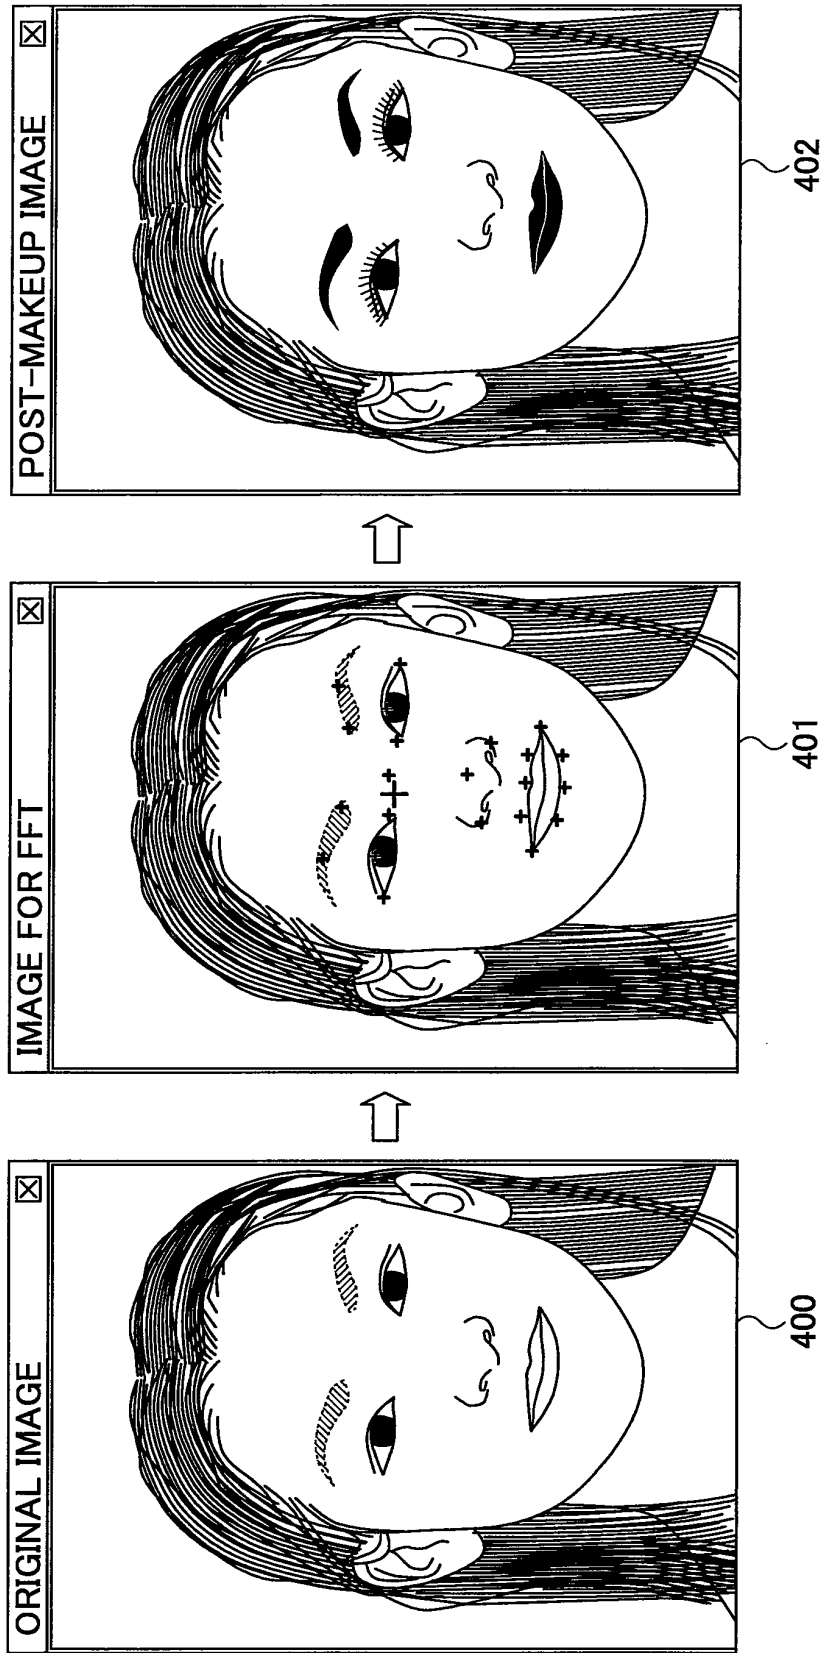 ORIGINAL IMAGE
400
IMAGE FOR FFT
401
POST-MAKEUP IMAGE
402